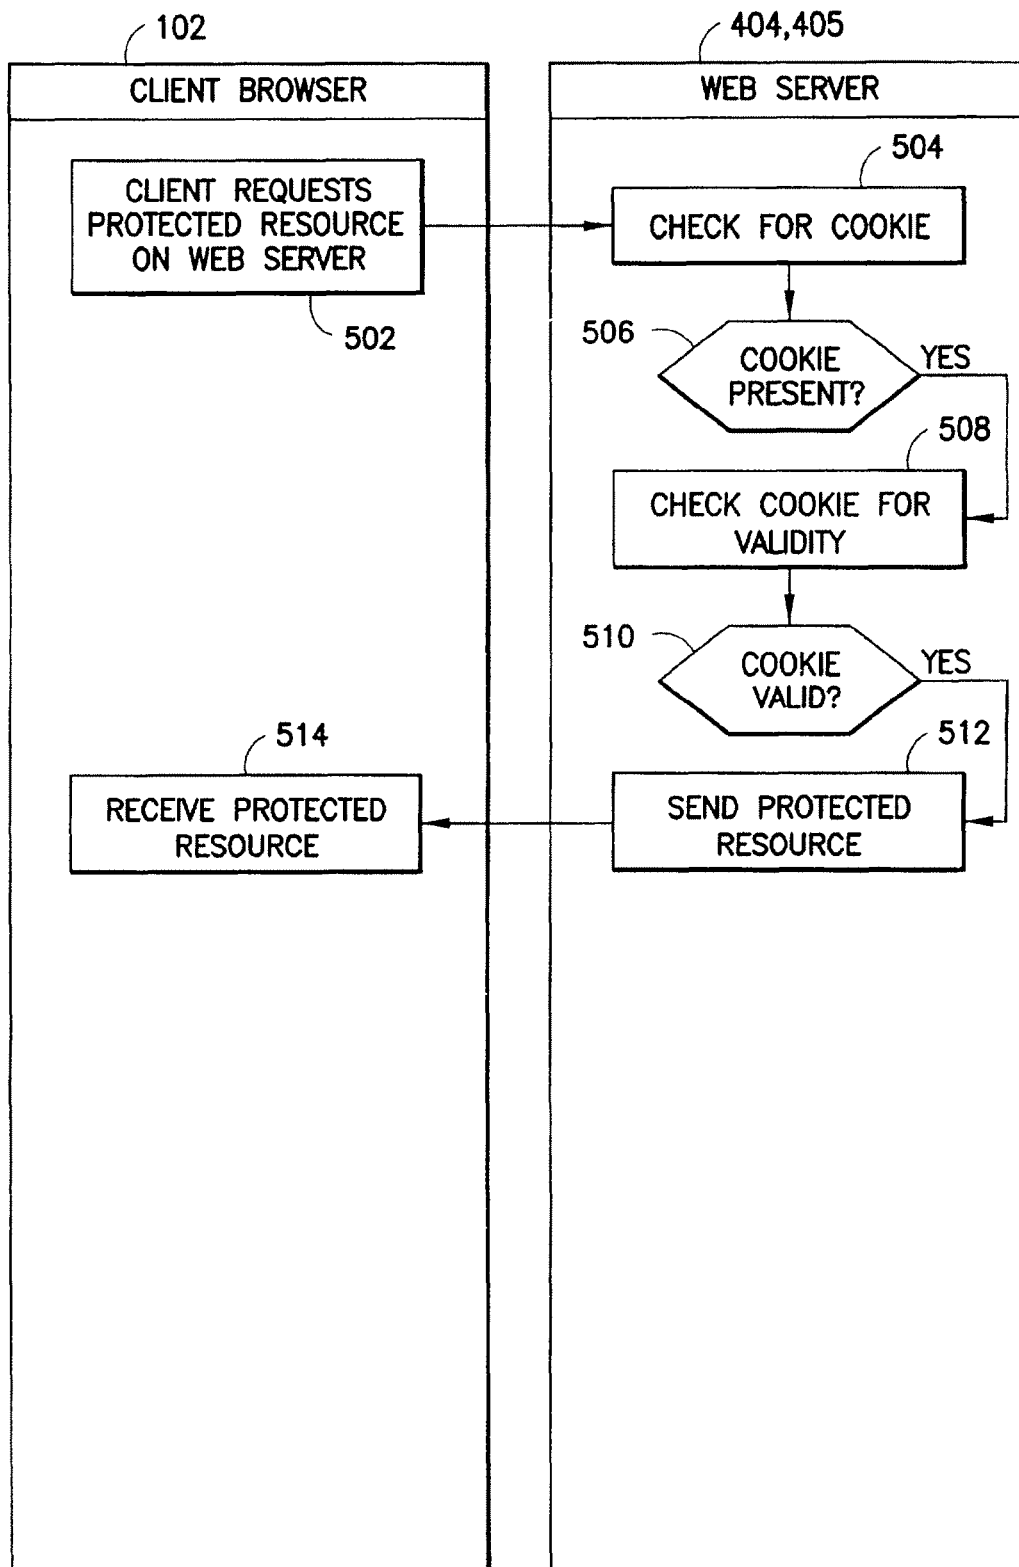 102
404,405
CLIENT BROWSER
WEB SERVER
504
CLIENT REQUESTS
PROTECTED RESOURCE
ON WEB SERVER
CHECK FOR COOKIE
502
506
COOKIE
PRESENT?
YES
508
CHECK COOKIE FOR
VALIDITY
510
COOKIE
VALID?
YES
514
512
RECEIVE PROTECTED
RESOURCE
SEND PROTECTED
RESOURCE